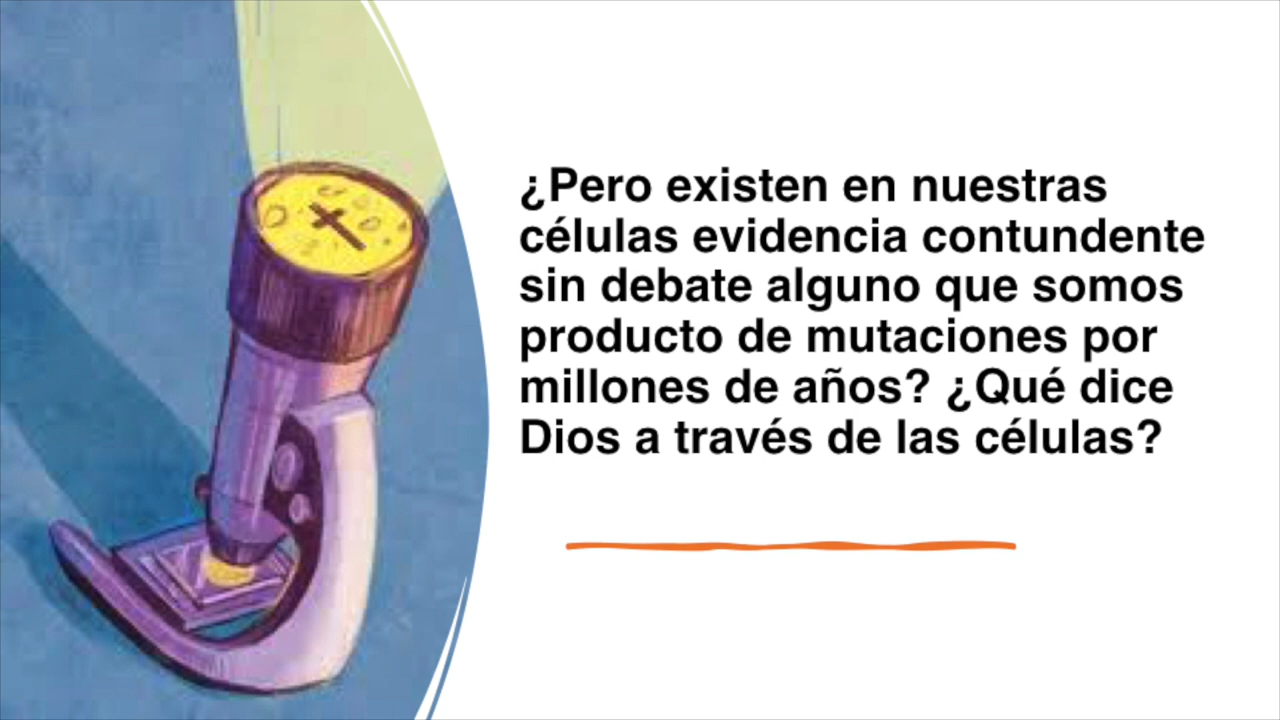 ¿Pero existen en nuestras
células evidencia contundente
sin debate alguno que somos
producto de mutaciones por
millones de años? ¿Qué dice
Dios a través de las células?